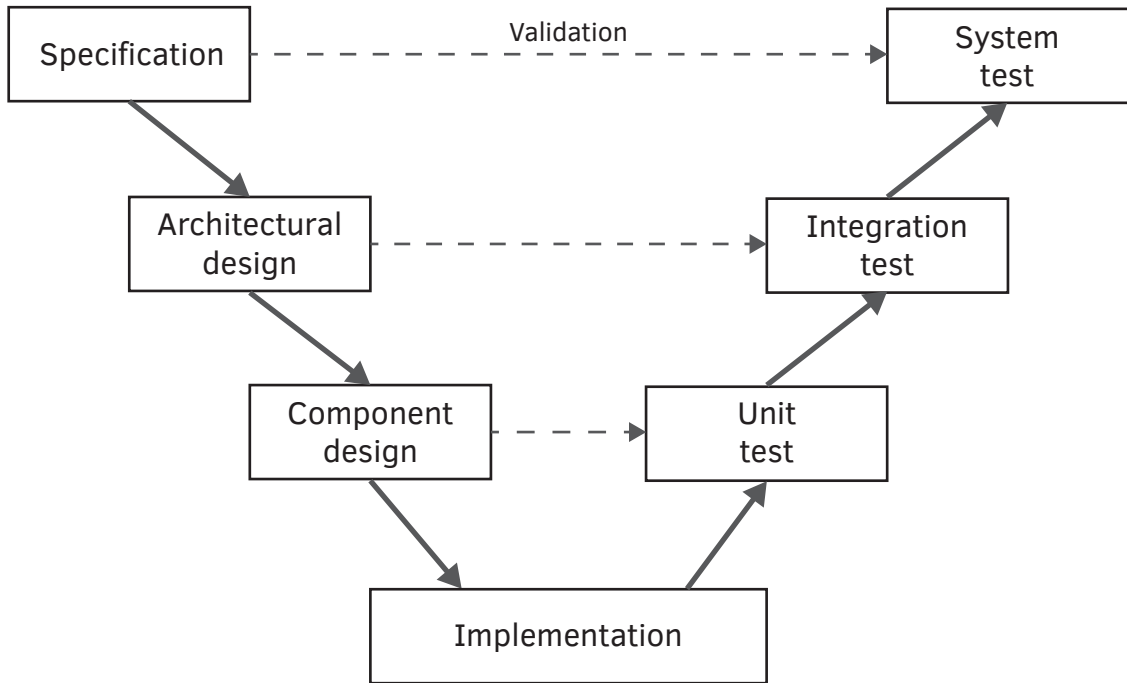 Specification
Validation
System
test
Architectural
design
Integration
test
Component
design
Unit
test
Implementation